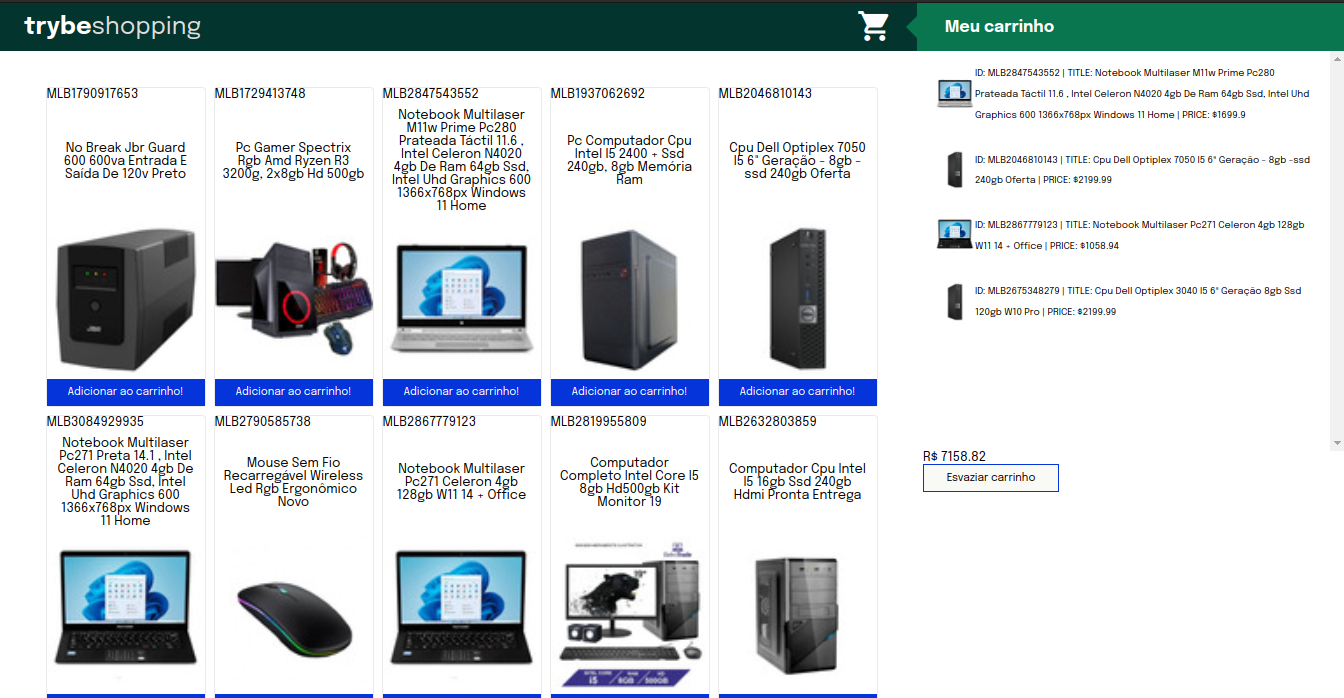 trybeshopping
Meu carrinho
MLB1790917653
No Break Jbr Guard
600 600va Entrada E
Saída De 120v Preto
Adicionar ao carrinho!
MLB1729413748
Pc Gamer Spectrix
Rgb Amd Ryzen R3
3200g, 2x8gb Hd 500gb
Adicionar ao carrinho!
MLB2847543552
Notebook Multilaser
M11w Prime Pc280
Prateada Táctil 11.6 ,
Intel Celeron N4020
4gb De Ram 64gb Ssd,
Intel Uhd Graphics 600
1366x768px Windows
11 Home
Adicionar ao carrinho!
MLB1937062692
Pc Computador Cpu
Intel I5 2400 + Ssd
240gb, 8gb Memória
Ram
Adicionar ao carrinho!
MLB2046810143
Cpu Dell Optiplex 7050
I5 6° Geração - 8gb -
ssd 240gb Oferta
Adicionar ao carrinho!
MLB3084929935
Notebook Multilaser
Pc271 Preta 14.1 , Intel
Celeron N4020 4gb De
Ram 64gb Ssd, Intel
Uhd Graphics 600
1366x768px Windows
11 Home
MLB2790585738
Mouse Sem Fio
Recarregável Wireless
Led Rgb Ergonômico
Novo
MLB2867779123
Notebook Multilaser
Pc271 Celeron 4gb
128gb W11 14 + Office
MLB2819955809
Computador
Completo Intel Core I5
8gb Hd500gb Kit
Monitor 19
19"
INTEL CORE
i5
RAM
8GB
HD
500GB
MLB2632803859
Computador Cpu Intel
I5 16gb Ssd 240gb
Hdmi Pronta Entrega
ID: MLB2847543552 | TITLE: Notebook Multilaser M11w Prime Pc280
Prateada Táctil 11.6 , Intel Celeron N4020 4gb De Ram 64gb Ssd, Intel Uhd
Graphics 600 1366x768px Windows 11 Home | PRICE: $1699.9
ID: MLB2046810143 | TITLE: Cpu Dell Optiplex 7050 I5 6° Geração - 8gb -ssd
240gb Oferta | PRICE: $2199.99
ID: MLB2867779123 | TITLE: Notebook Multilaser Pc271 Celeron 4gb 128gb
W11 14 + Office | PRICE: $1058.94
ID: MLB2675348279 | TITLE: Cpu Dell Optiplex 3040 I5 6° Geração 8gb Ssd
120gb W10 Pro | PRICE: $2199.99
R$ 7158.82
Esvaziar carrinho